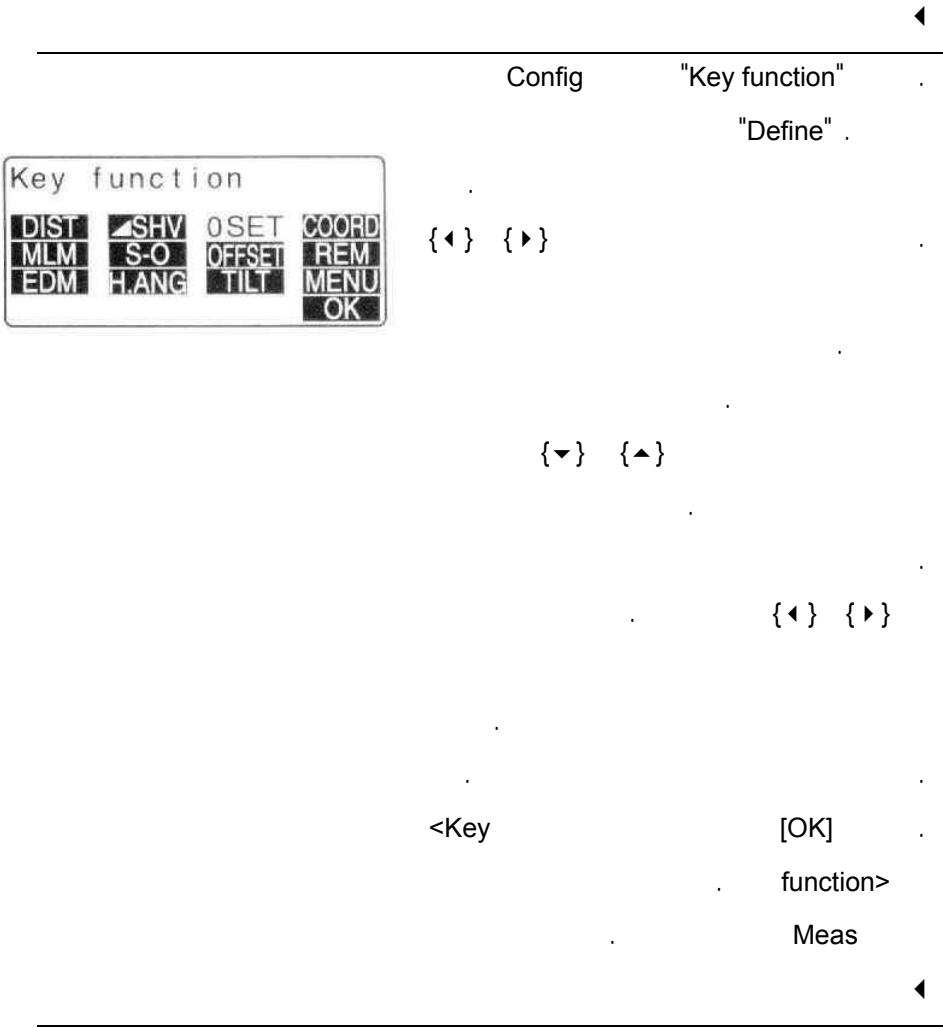 ◀
Config "Key function" .
"Define" .
.
Key function
DIST ◢SHV 0SET COORD
MLM S-O OFFSET REM
EDM H.ANG TILT MENU
OK
{◀} {▶} .
.
.
{▼} {▲}
.
.
. {◀} {▶}
.
. .
<Key [OK] .
. function>
. Meas
◀